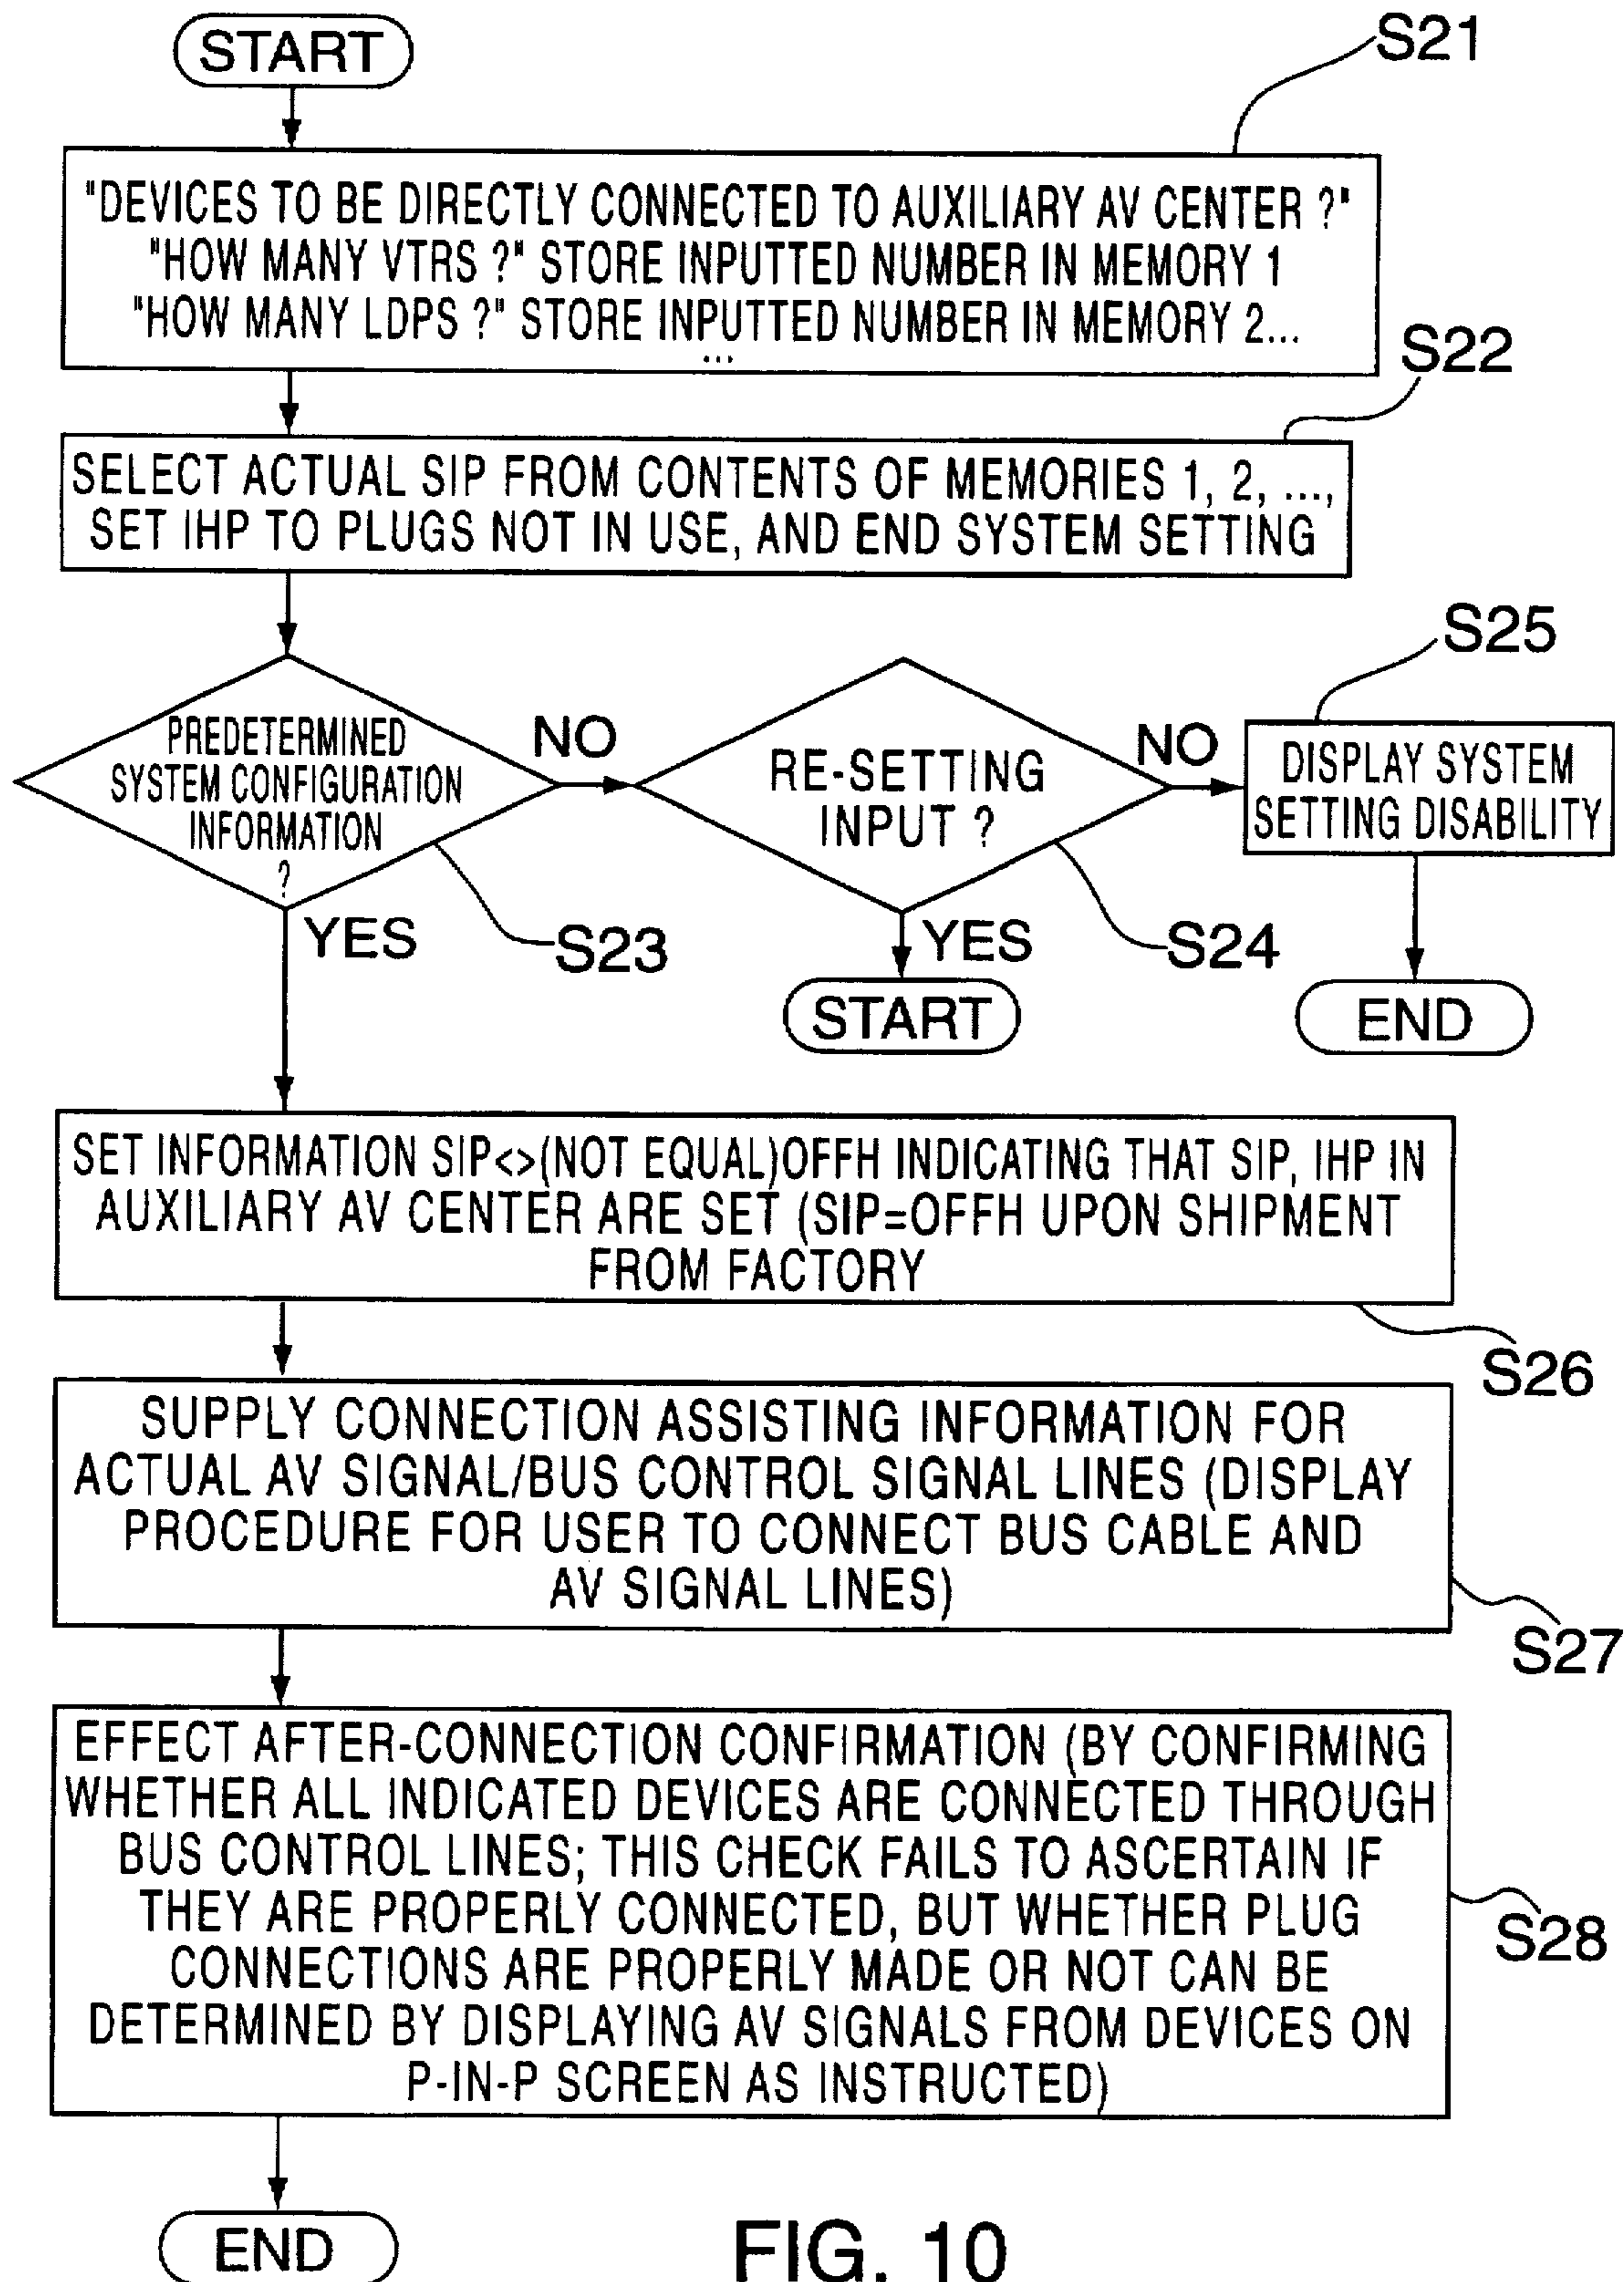 START
S21
"DEVICES TO BE DIRECTLY CONNECTED TO AUXILIARY AV CENTER ?"
"HOW MANY VTRS ?" STORE INPUTTED NUMBER IN MEMORY 1
"HOW MANY LDPS ?" STORE INPUTTED NUMBER IN MEMORY 2...
...
S22
SELECT ACTUAL SIP FROM CONTENTS OF MEMORIES 1, 2, ...,
SET IHP TO PLUGS NOT IN USE, AND END SYSTEM SETTING
PREDETERMINED
SYSTEM CONFIGURATION
INFORMATION
?
NO
YES
S23
RE-SETTING
INPUT ?
NO
YES
S24
START
S25
DISPLAY SYSTEM
SETTING DISABILITY
END
SET INFORMATION SIP<>(NOT EQUAL)OFFH INDICATING THAT SIP, IHP IN
AUXILIARY AV CENTER ARE SET (SIP=OFFH UPON SHIPMENT
FROM FACTORY
S26
SUPPLY CONNECTION ASSISTING INFORMATION FOR
ACTUAL AV SIGNAL/BUS CONTROL SIGNAL LINES (DISPLAY
PROCEDURE FOR USER TO CONNECT BUS CABLE AND
AV SIGNAL LINES)
S27
EFFECT AFTER-CONNECTION CONFIRMATION (BY CONFIRMING
WHETHER ALL INDICATED DEVICES ARE CONNECTED THROUGH
BUS CONTROL LINES; THIS CHECK FAILS TO ASCERTAIN IF
THEY ARE PROPERLY CONNECTED, BUT WHETHER PLUG
CONNECTIONS ARE PROPERLY MADE OR NOT CAN BE
DETERMINED BY DISPLAYING AV SIGNALS FROM DEVICES ON
P-IN-P SCREEN AS INSTRUCTED)
S28
END
FIG. 10